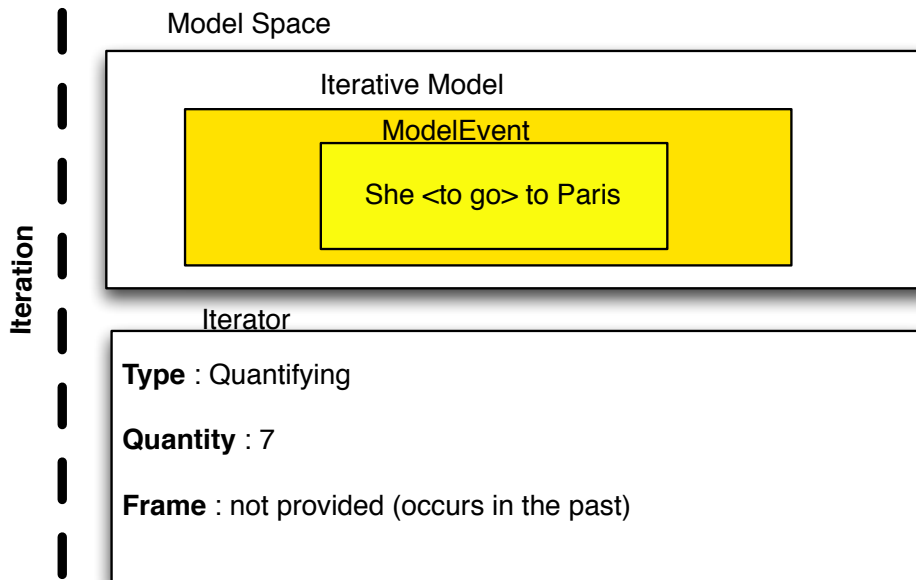 Model Space
Iterative Model
ModelEvent
She <to go> to Paris
Iteration
Iterator
Type : Quantifying
Quantity : 7
Frame : not provided (occurs in the past)